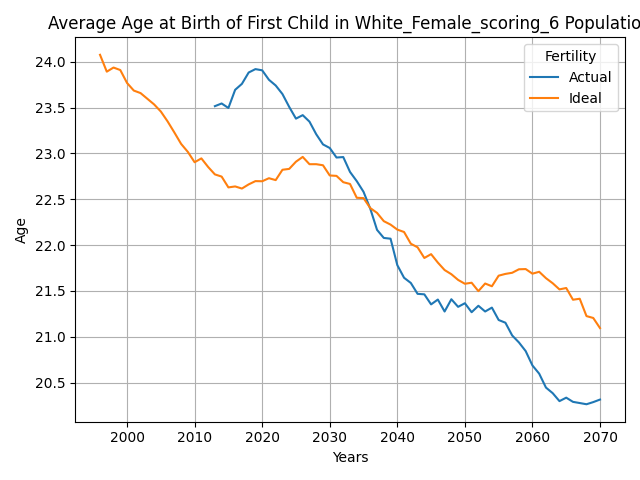 Average Age at Birth of First Child in White_Female_scoring_6 Populatio
Fertility
Actual
Ideal
24.0
23.5
23.0
22.5
22.0
21.5
21.0
20.5
Age
2000 2010 2020 2030 2040 2050 2060 2070
Years